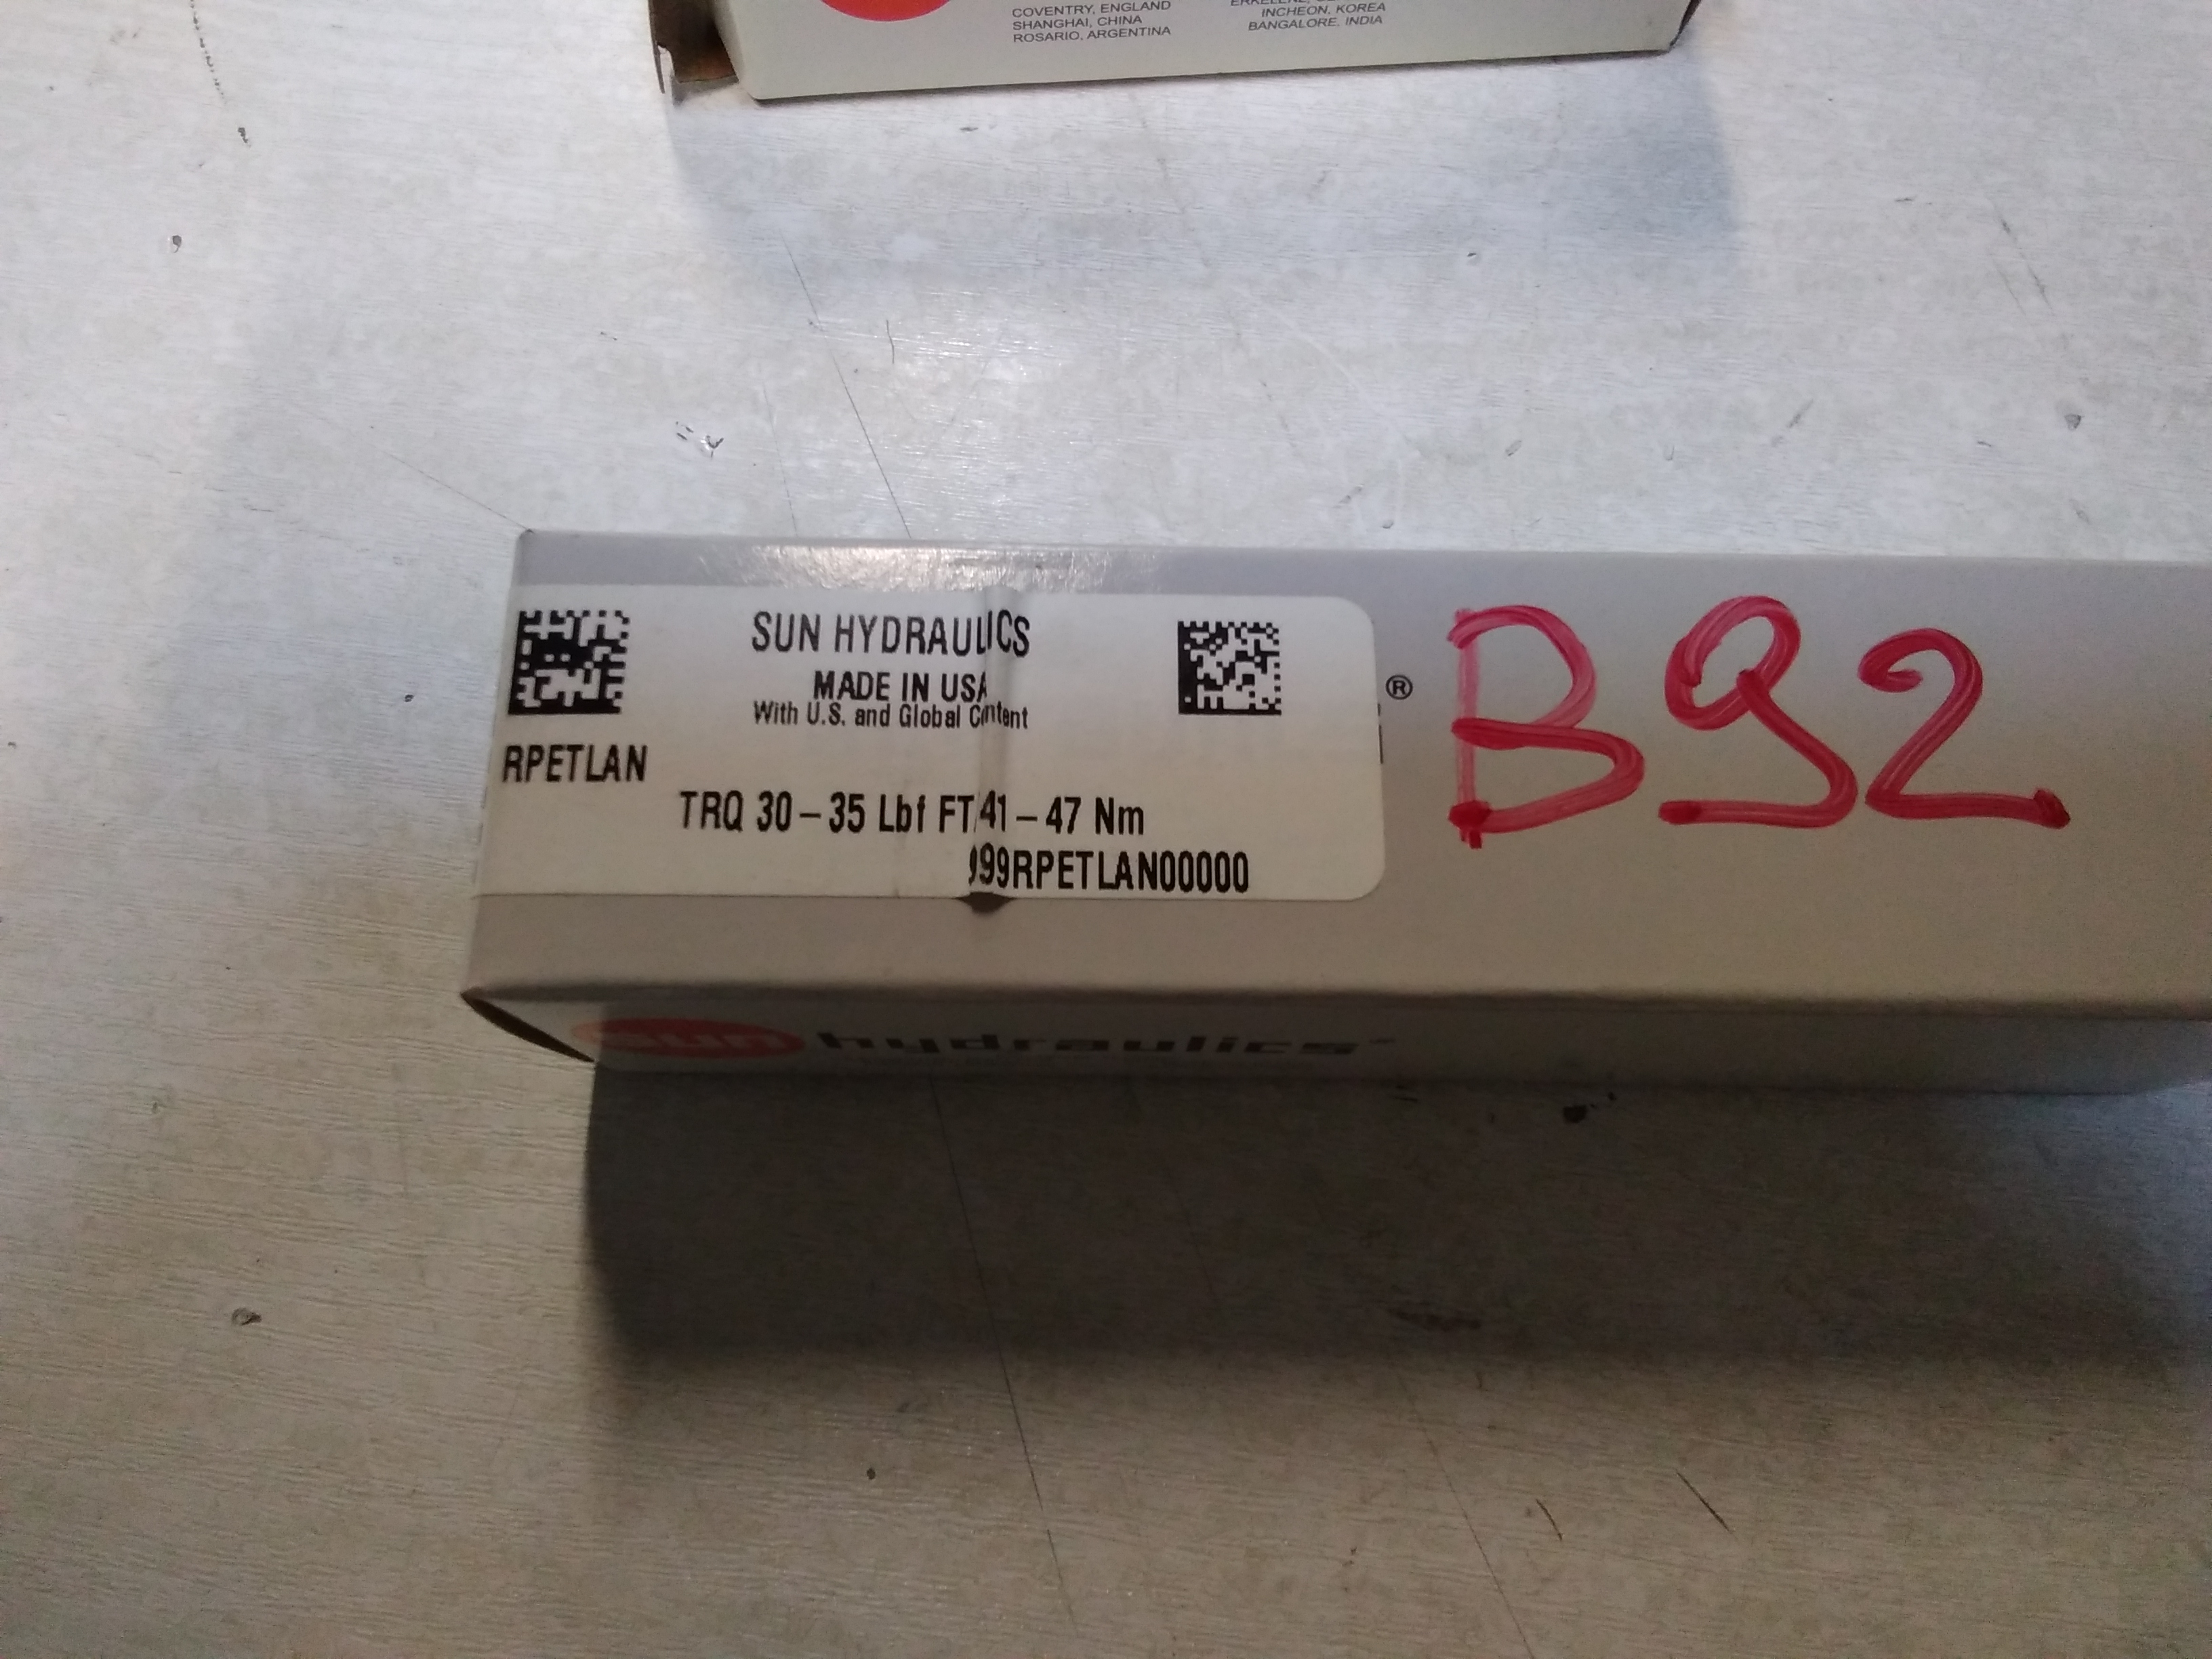 COVENTRY, ENGLAND
SHANGHAI, CHINA
ROSARIO, ARGENTINA
INCHEON, KOREA
BANGALORE, INDIA
SUN HYDRAULICS
MADE IN USA
With U.S. and Global Content
RPETLAN
TRQ 30 – 35 Lbf FT/41 – 47 Nm
999RPETLAN00000
®
B92
sun hydraulics